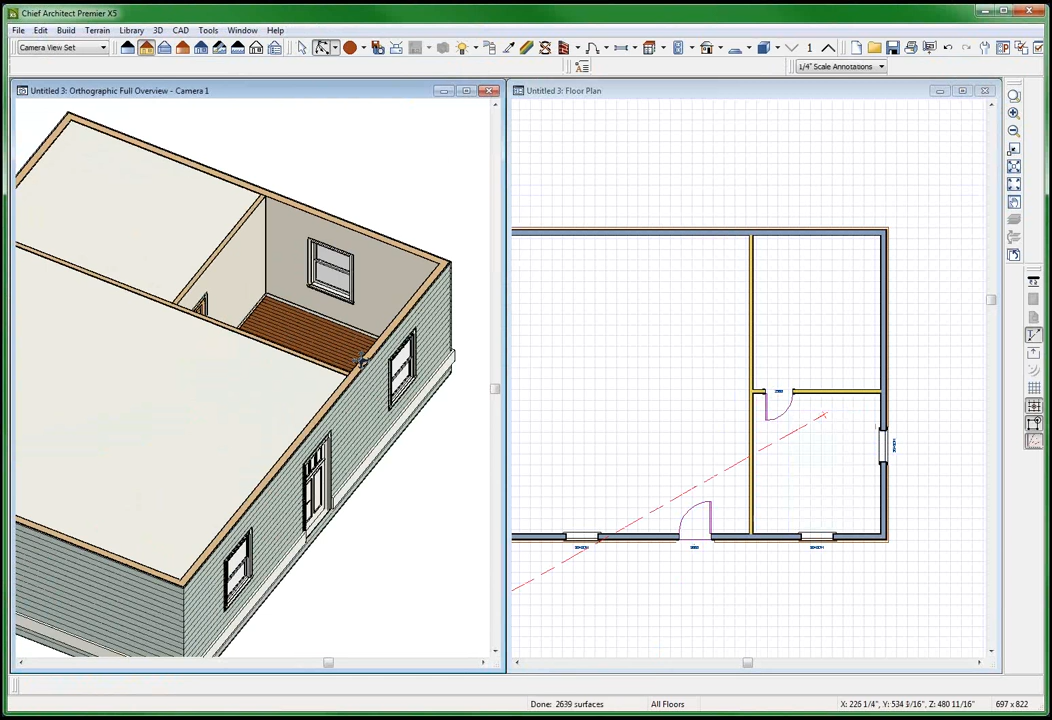 Chief Architect Premier X5
File Edit Build Terrain Library 3D CAD Tools Window Help
Camera View Set
1
1/4" Scale Annotations
Untitled 3: Orthographic Full Overview - Camera 1
Untitled 3: Floor Plan
Done: 2639 surfaces
All Floors
X: 225 1/4", Y: 534 9/16", Z: 480 11/16"
697 x 822